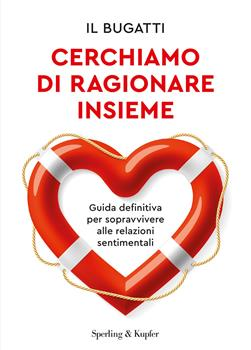 IL BUGATTI
CERCHIAMO
DI RAGIONARE
INSIEME
Guida definitiva
per sopravvivere
alle relazioni
sentimentali
Sperling & Kupfer